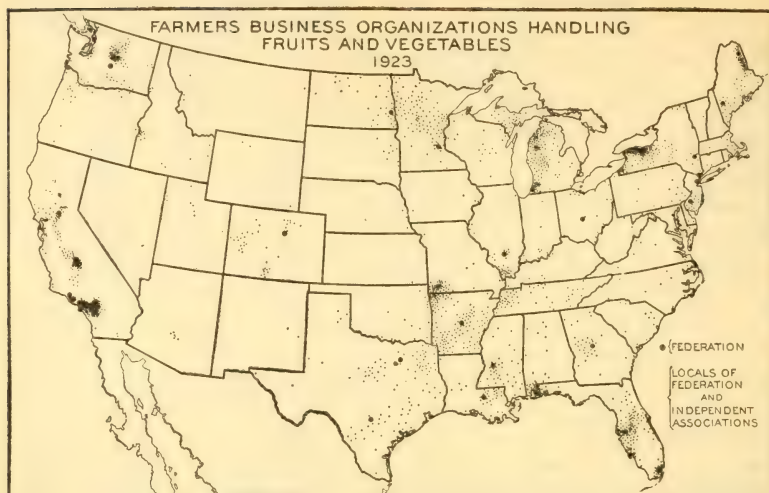 FARMERS BUSINESS ORGANIZATIONS HANDLING
FRUITS AND VEGETABLES
1923
FEDERATION
LOCALS OF
FEDERATION
AND
INDEPENDENT
ASSOCIATIONS